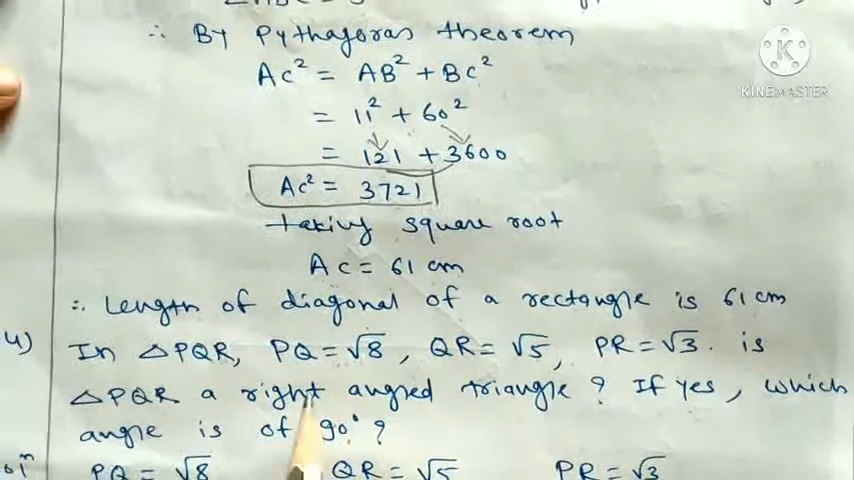 ∴ By Pythagoras theorem
AC² = AB² + BC²
= 11² + 60²
= 121 + 3600
AC² = 3721
taking square root
AC = 61 cm
∴ Length of diagonal of a rectangle is 61 cm
4) In △PQR, PQ = √8, QR = √5, PR = √3. is
△PQR a right angled triangle? If yes, which
angle is of 90°?
PQ = √8 QR = √5 PR = √3
K
KINEMASTER